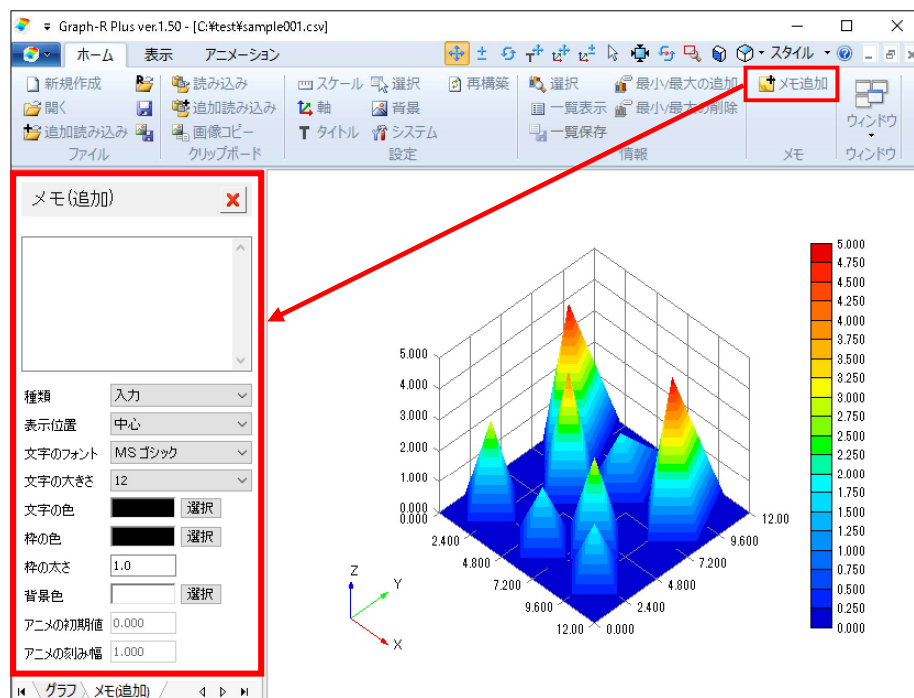 Graph-R Plus ver.1.50 - [C:¥test¥sample001.csv]
ホーム 表示 アニメーション スタイル
新規作成 読み込み スケール 選択 再構築 選択 最小/最大の追加 メモ追加
開く 追加読み込み 軸 背景 一覧表示 最小/最大の削除 ウィンドウ
追加読み込み 画像コピー T タイトル システム 一覧保存
ファイル クリップボード 設定 情報 メモ ウィンドウ
メモ(追加)
種類 入力
表示位置 中心
文字のフォント MS ゴシック
文字の大きさ 12
文字の色 選択
枠の色 選択
枠の太さ 1.0
背景色 選択
アニメの初期値 0.000
アニメの刻み幅 1.000
グラフ メモ(追加)
5.000
4.000
3.000
2.000
1.000
0.000
0.000
2.400
4.800
7.200
9.600
12.00
0.000
2.400
4.800
7.200
9.600
12.00
Z
Y
X
5.000
4.750
4.500
4.250
4.000
3.750
3.500
3.250
3.000
2.750
2.500
2.250
2.000
1.750
1.500
1.250
1.000
0.750
0.500
0.250
0.000